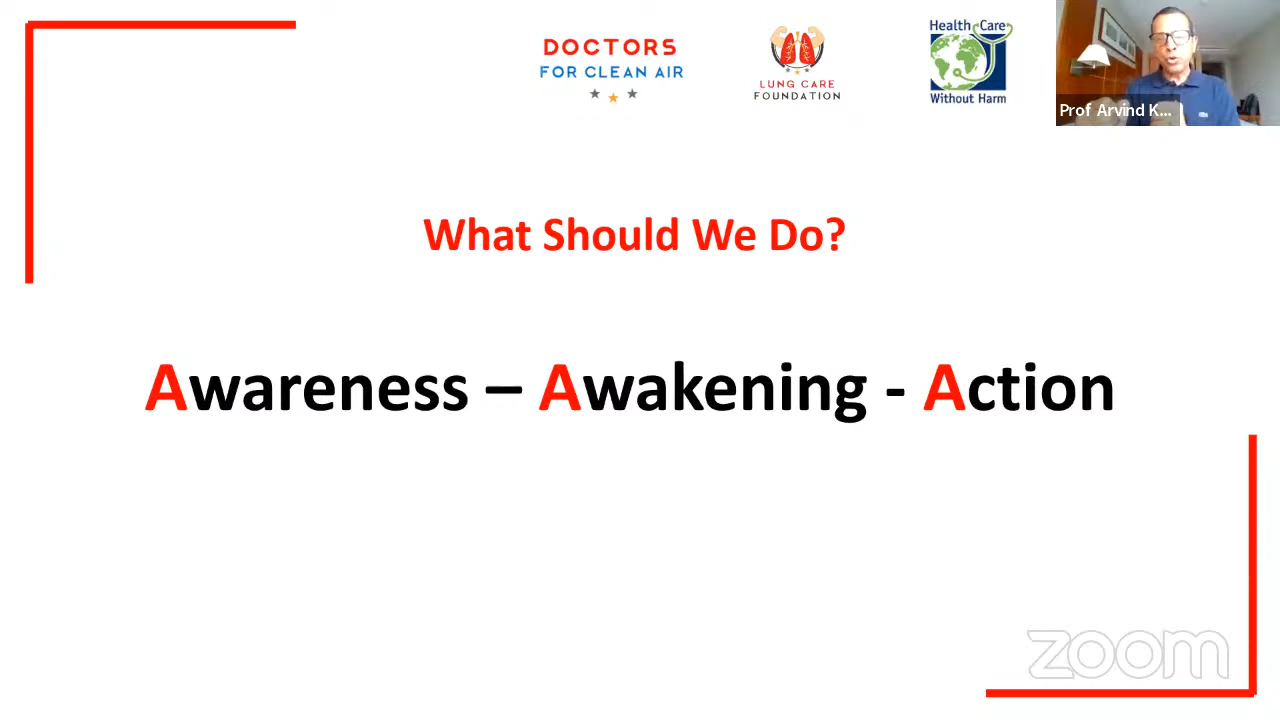 DOCTORS
FOR CLEAN AIR
LUNG CARE
FOUNDATION
Health Care
Without Harm
Prof Arvind K...
What Should We Do?
Awareness – Awakening - Action
zoom